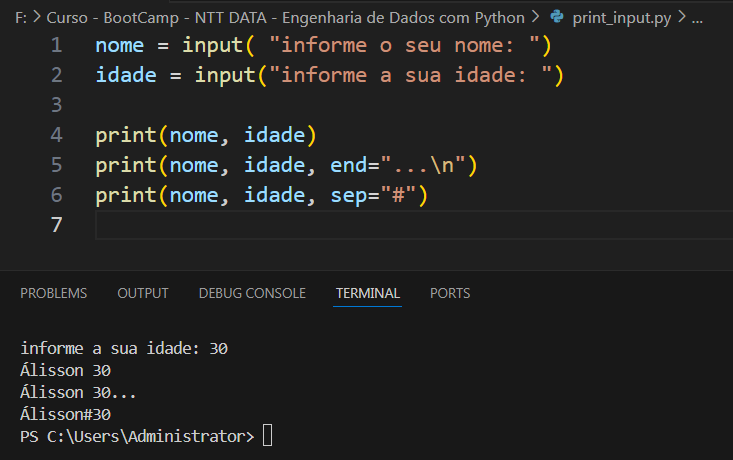 F: > Curso - BootCamp - NTT DATA - Engenharia de Dados com Python > print_input.py > ...
1 nome = input( "informe o seu nome: ")
2 idade = input("informe a sua idade: ")
3
4 print(nome, idade)
5 print(nome, idade, end="...\n")
6 print(nome, idade, sep="#")
7
PROBLEMS OUTPUT DEBUG CONSOLE TERMINAL PORTS
informe a sua idade: 30
Álisson 30
Álisson 30...
Álisson#30
PS C:\Users\Administrator>